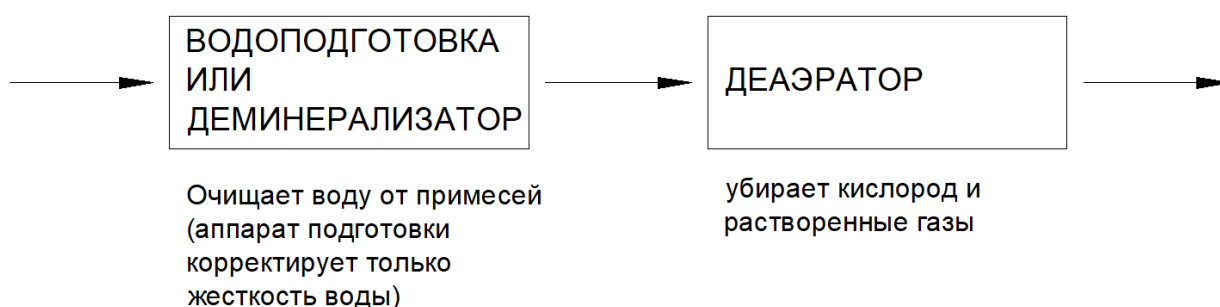 ВОДОПОДГОТОВКА
ИЛИ
ДЕМИНЕРАЛИЗАТОР
Очищает воду от примесей
(аппарат подготовки
корректирует только
жесткость воды)
ДЕАЭРАТОР
убирает кислород и
растворенные газы